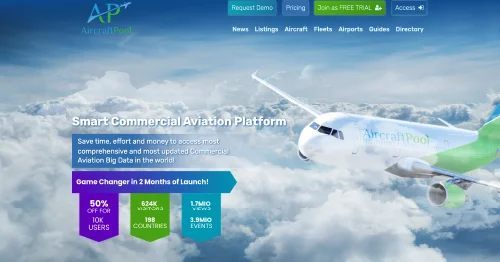 AP
AircraftPool
Request Demo
Pricing
Join as FREE TRIAL
Access
News
Listings
Aircraft
Fleets
Airports
Guides
Directory
Smart Commercial Aviation Platform
Save time, effort and money to access most
comprehensive and most updated Commercial
Aviation Big Data in the world!
AircraftPool
Game Changer in 2 Months of Launch!
50%
OFF FOR
10K
USERS
624K
VISITORS
198
COUNTRIES
1.7MIO
VIEWS
3.9MIO
EVENTS